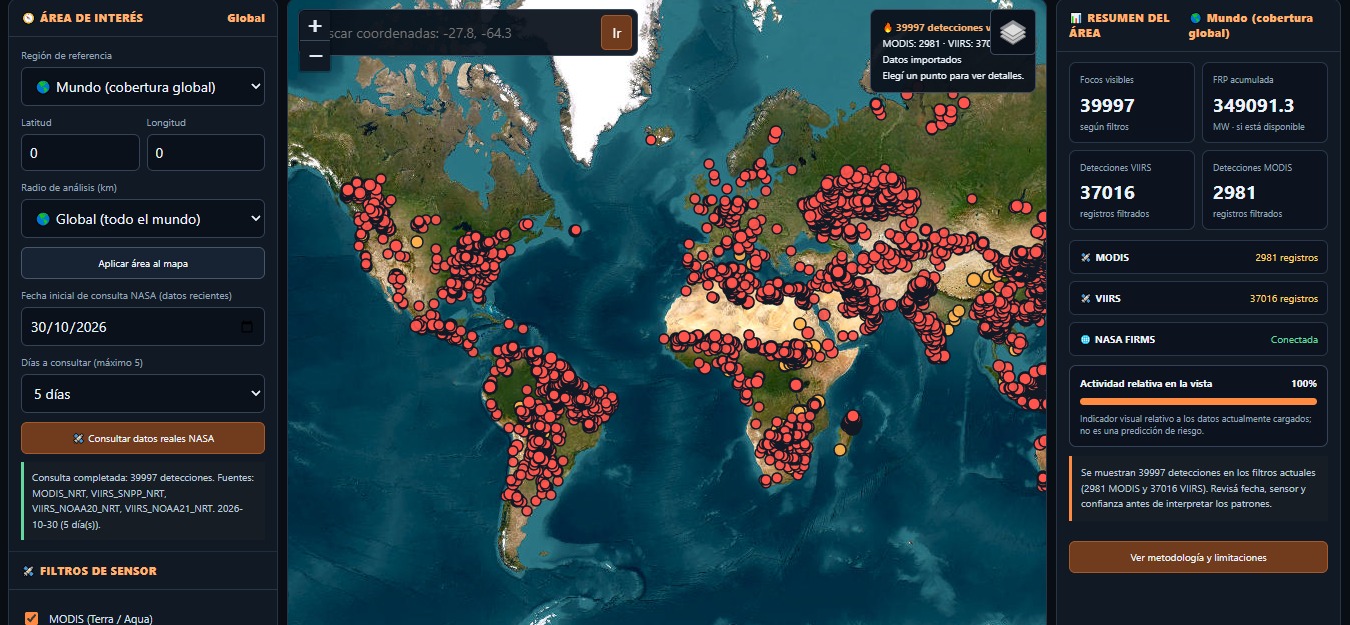 ÁREA DE INTERÉS
Global
Región de referencia
Mundo (cobertura global)
Latitud
Longitud
0
0
Radio de análisis (km)
Global (todo el mundo)
Aplicar área al mapa
Fecha inicial de consulta NASA (datos recientes)
30/10/2026
Días a consultar (máximo 5)
5 días
Consultar datos reales NASA
Consulta completada: 39997 detecciones. Fuentes:
MODIS_NRT, VIIRS_SNPP_NRT,
VIIRS_NOAA20_NRT, VIIRS_NOAA21_NRT. 2026-
10-30 (5 día(s)).
FILTROS DE SENSOR
MODIS (Terra / Aqua)
+
−
scar coordenadas: -27.8, -64.3
Ir
39997 detecciones v
MODIS: 2981 · VIIRS: 370
Datos importados
Elegí un punto para ver detalles.
RESUMEN DEL
ÁREA
Mundo (cobertura
global)
Focos visibles
39997
según filtros
FRP acumulada
349091.3
MW · si está disponible
Detecciones VIIRS
37016
registros filtrados
Detecciones MODIS
2981
registros filtrados
MODIS
2981 registros
VIIRS
37016 registros
NASA FIRMS
Conectada
Actividad relativa en la vista
100%
Indicador visual relativo a los datos actualmente cargados;
no es una predicción de riesgo.
Se muestran 39997 detecciones en los filtros actuales
(2981 MODIS y 37016 VIIRS). Revisá fecha, sensor y
confianza antes de interpretar los patrones.
Ver metodología y limitaciones